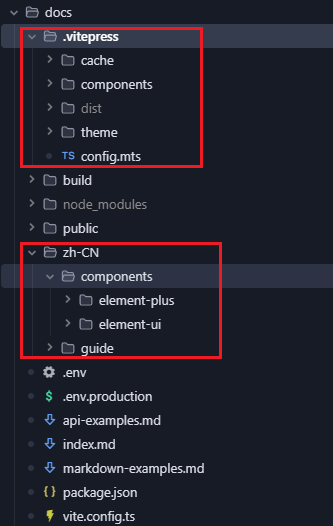 docs
.vitepress
cache
components
dist
theme
TS config.mts
build
node_modules
public
zh-CN
components
element-plus
element-ui
guide
.env
$ .env.production
api-examples.md
index.md
markdown-examples.md
{ } package.json
vite.config.ts